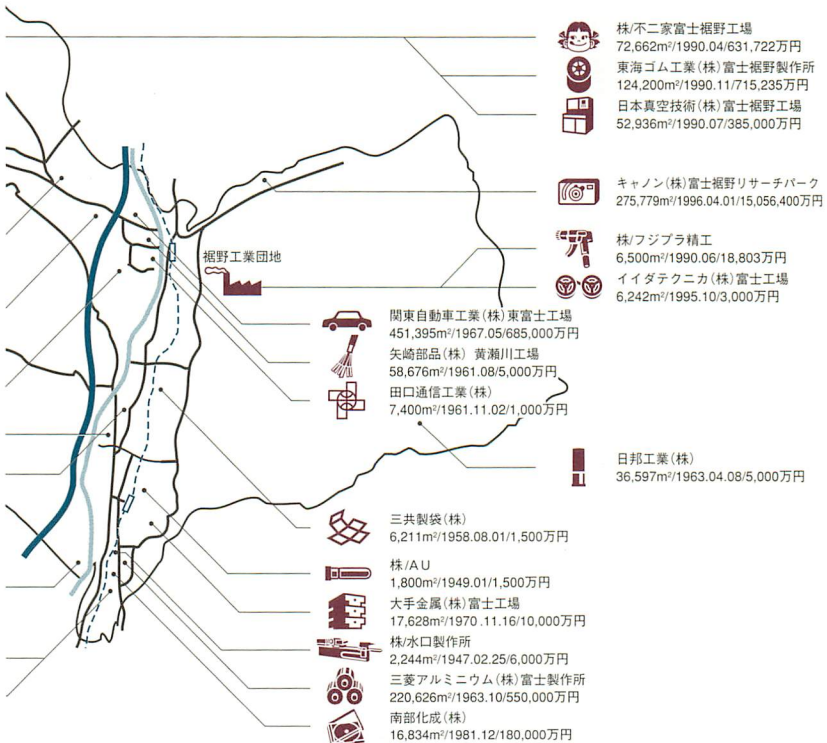 株/不二家富士裾野工場
72,662m²/1990.04/631,722万円
東海ゴム工業(株)富士裾野製作所
124,200m²/1990.11/715,235万円
日本真空技術(株)富士裾野工場
52,936m²/1990.07/385,000万円
キャノン(株)富士裾野リサーチパーク
275,779m²/1996.04.01/15,056,400万円
株/フジプラ精工
6,500m²/1990.06/18,803万円
イイダテクニカ(株)富士工場
6,242m²/1995.10/3,000万円
裾野工業団地
関東自動車工業(株)東富士工場
451,395m²/1967.05/685,000万円
矢崎部品(株) 黄瀬川工場
58,676m²/1961.08/5,000万円
田口通信工業(株)
7,400m²/1961.11.02/1,000万円
日邦工業(株)
36,597m²/1963.04.08/5,000万円
三共製袋(株)
6,211m²/1958.08.01/1,500万円
株/AU
1,800m²/1949.01/1,500万円
大手金属(株)富士工場
17,628m²/1970.11.16/10,000万円
株/水口製作所
2,244m²/1947.02.25/6,000万円
三菱アルミニウム(株)富士製作所
220,626m²/1963.10/550,000万円
南部化成(株)
16,834m²/1981.12/180,000万円